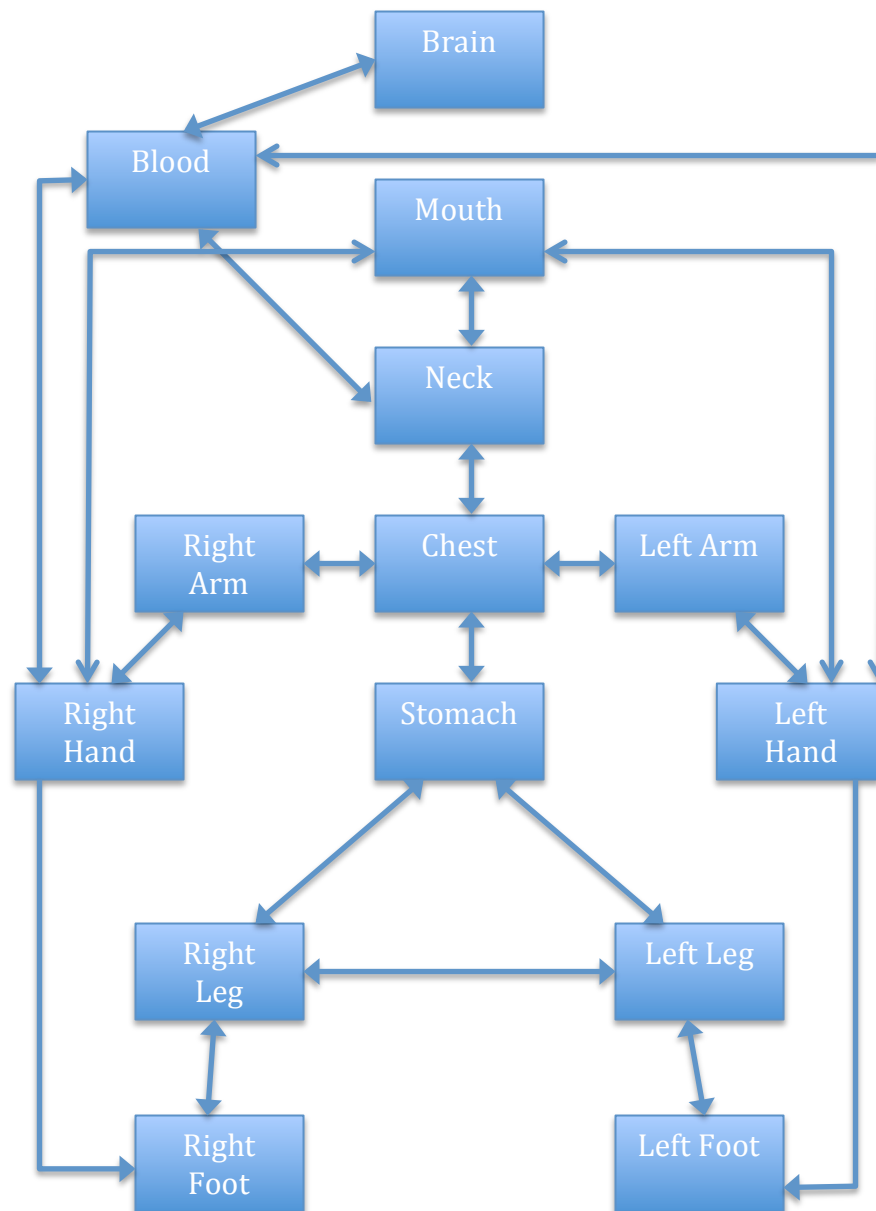 Brain
Blood
Mouth
Neck
Right
Arm
Chest
Left Arm
Right
Hand
Stomach
Left
Hand
Right
Leg
Left Leg
Right
Foot
Left Foot